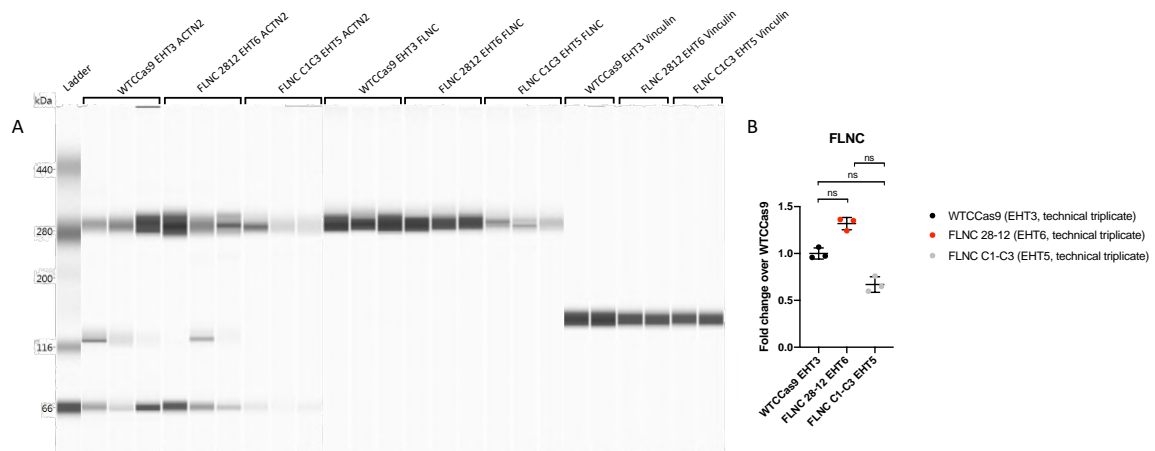 A
kDa
Ladder
WTCCas9 EHT3 ACTN2
FLNC 2812 EHT6 ACTN2
FLNC C1C3 EHT5 ACTN2
WTCCas9 EHT3 FLNC
FLNC 2812 EHT6 FLNC
FLNC C1C3 EHT5 FLNC
WTCCas9 EHT3 Vinculin
FLNC 2812 EHT6 Vinculin
FLNC C1C3 EHT5 Vinculin
440
280
200
116
66
B
FLNC
ns
ns
ns
Fold change over WTCCas9
1.5
1.0
0.5
0.0
WTCCas9 EHT3
FLNC 28-12 EHT6
FLNC C1-C3 EHT5
WTCCas9 (EHT3, technical triplicate)
FLNC 28-12 (EHT6, technical triplicate)
FLNC C1-C3 (EHT5, technical triplicate)